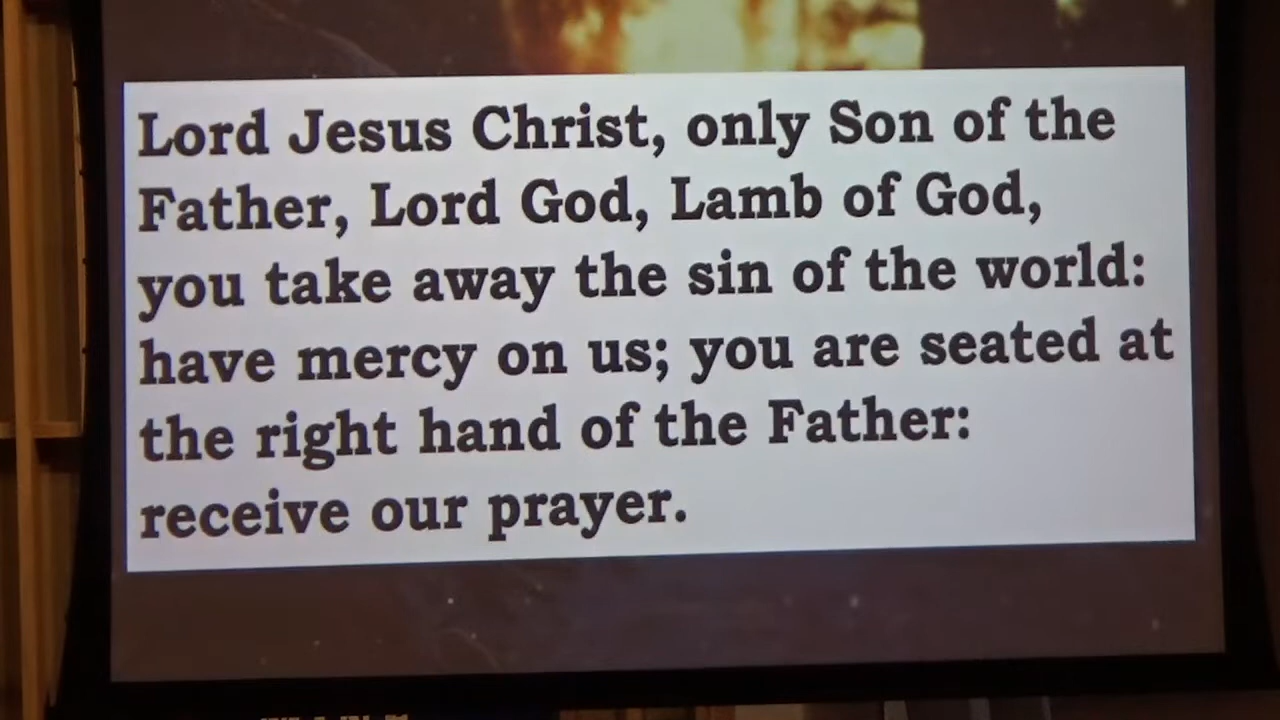 Lord Jesus Christ, only Son of the
Father, Lord God, Lamb of God,
you take away the sin of the world:
have mercy on us; you are seated at
the right hand of the Father:
receive our prayer.